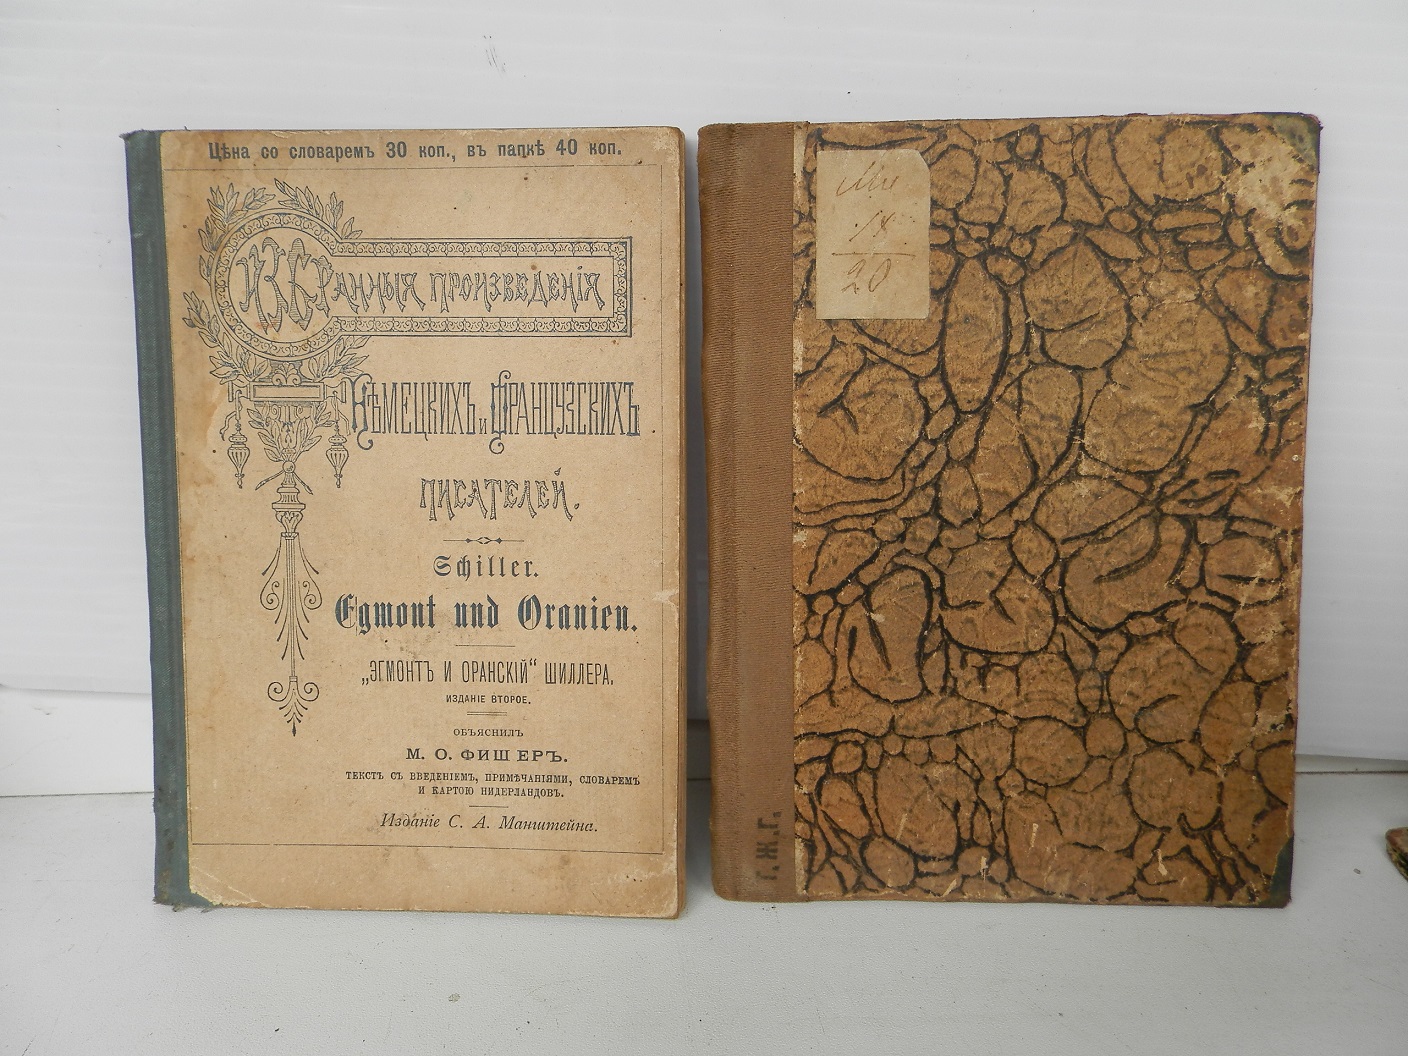 Цѣна со словаремъ 30 коп., въ папкѣ 40 коп.
Избранныя произведенія
Нѣмецкихъ и Французскихъ
писателей.
Schiller.
Egmont und Oranien.
„ЭГМОНТЪ И ОРАНСКІЙ“ ШИЛЛЕРА.
ИЗДАНІЕ ВТОРОЕ.
ОБЪЯСНИЛЪ
М. О. ФИШЕРЪ.
ТЕКСТЪ СЪ ВВЕДЕНІЕМЪ, ПРИМѢЧАНІЯМИ, СЛОВАРЕМЪ
И КАРТОЮ НИДЕРЛАНДОВЪ.
Изданіе С. А. Манштейна.
20
Г.Ж.Г.